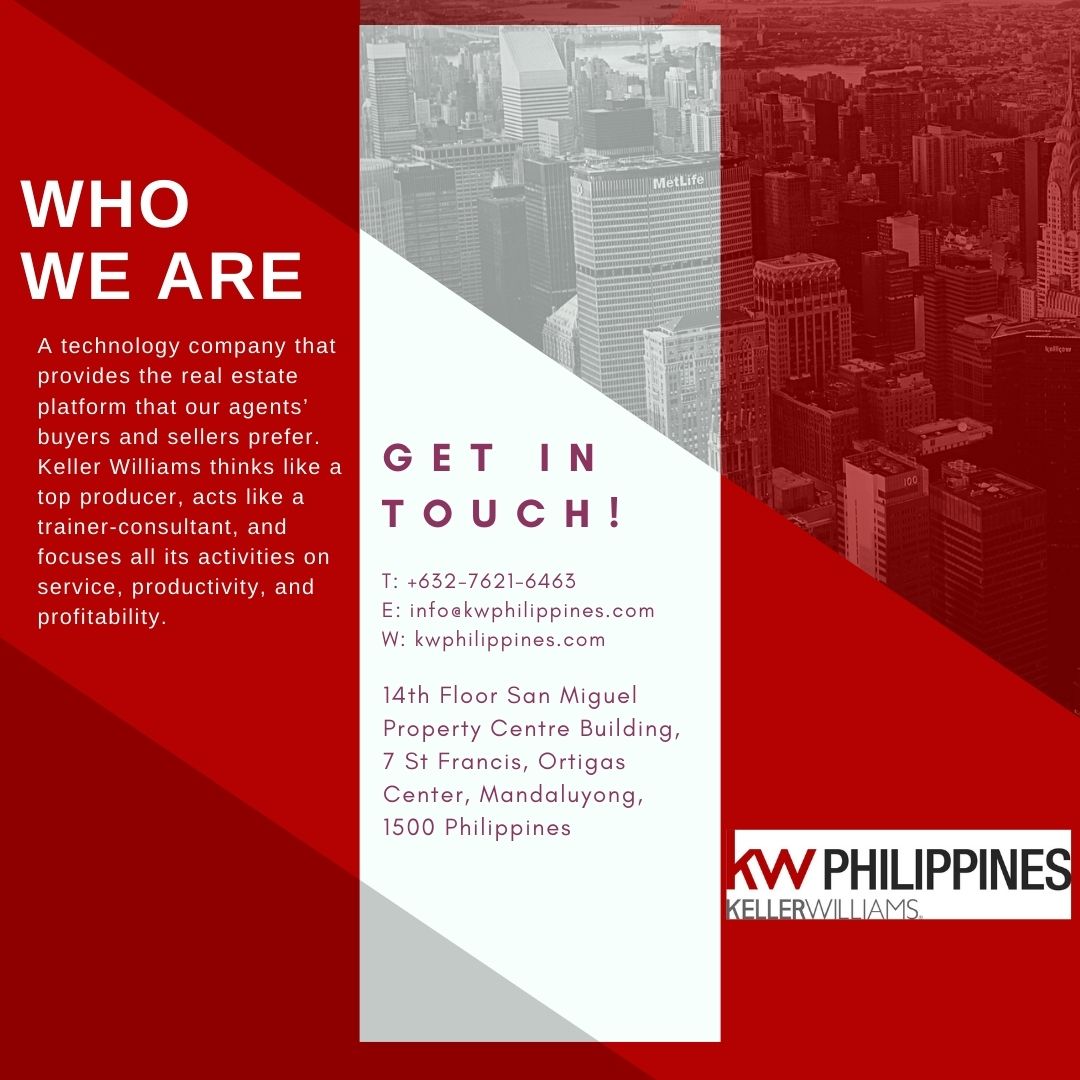 WHO
WE ARE
A technology company that
provides the real estate
platform that our agents’
buyers and sellers prefer.
Keller Williams thinks like a
top producer, acts like a
trainer-consultant, and
focuses all its activities on
service, productivity, and
profitability.
MetLife
GET IN
TOUCH!
T: +632-7621-6463
E: info@kwphilippines.com
W: kwphilippines.com
14th Floor San Miguel
Property Centre Building,
7 St Francis, Ortigas
Center, Mandaluyong,
1500 Philippines
100
KW PHILIPPINES
KELLERWILLIAMS.